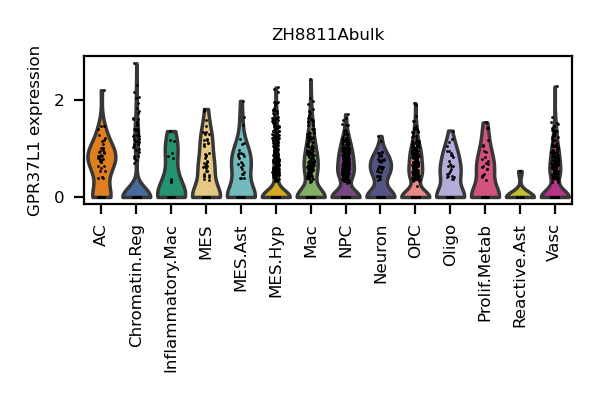 ZH8811Abulk
GPR37L1 expression
2
0
AC
Chromatin.Reg
Inflammatory.Mac
MES
MES.Ast
MES.Hyp
Mac
NPC
Neuron
OPC
Oligo
Prolif.Metab
Reactive.Ast
Vasc